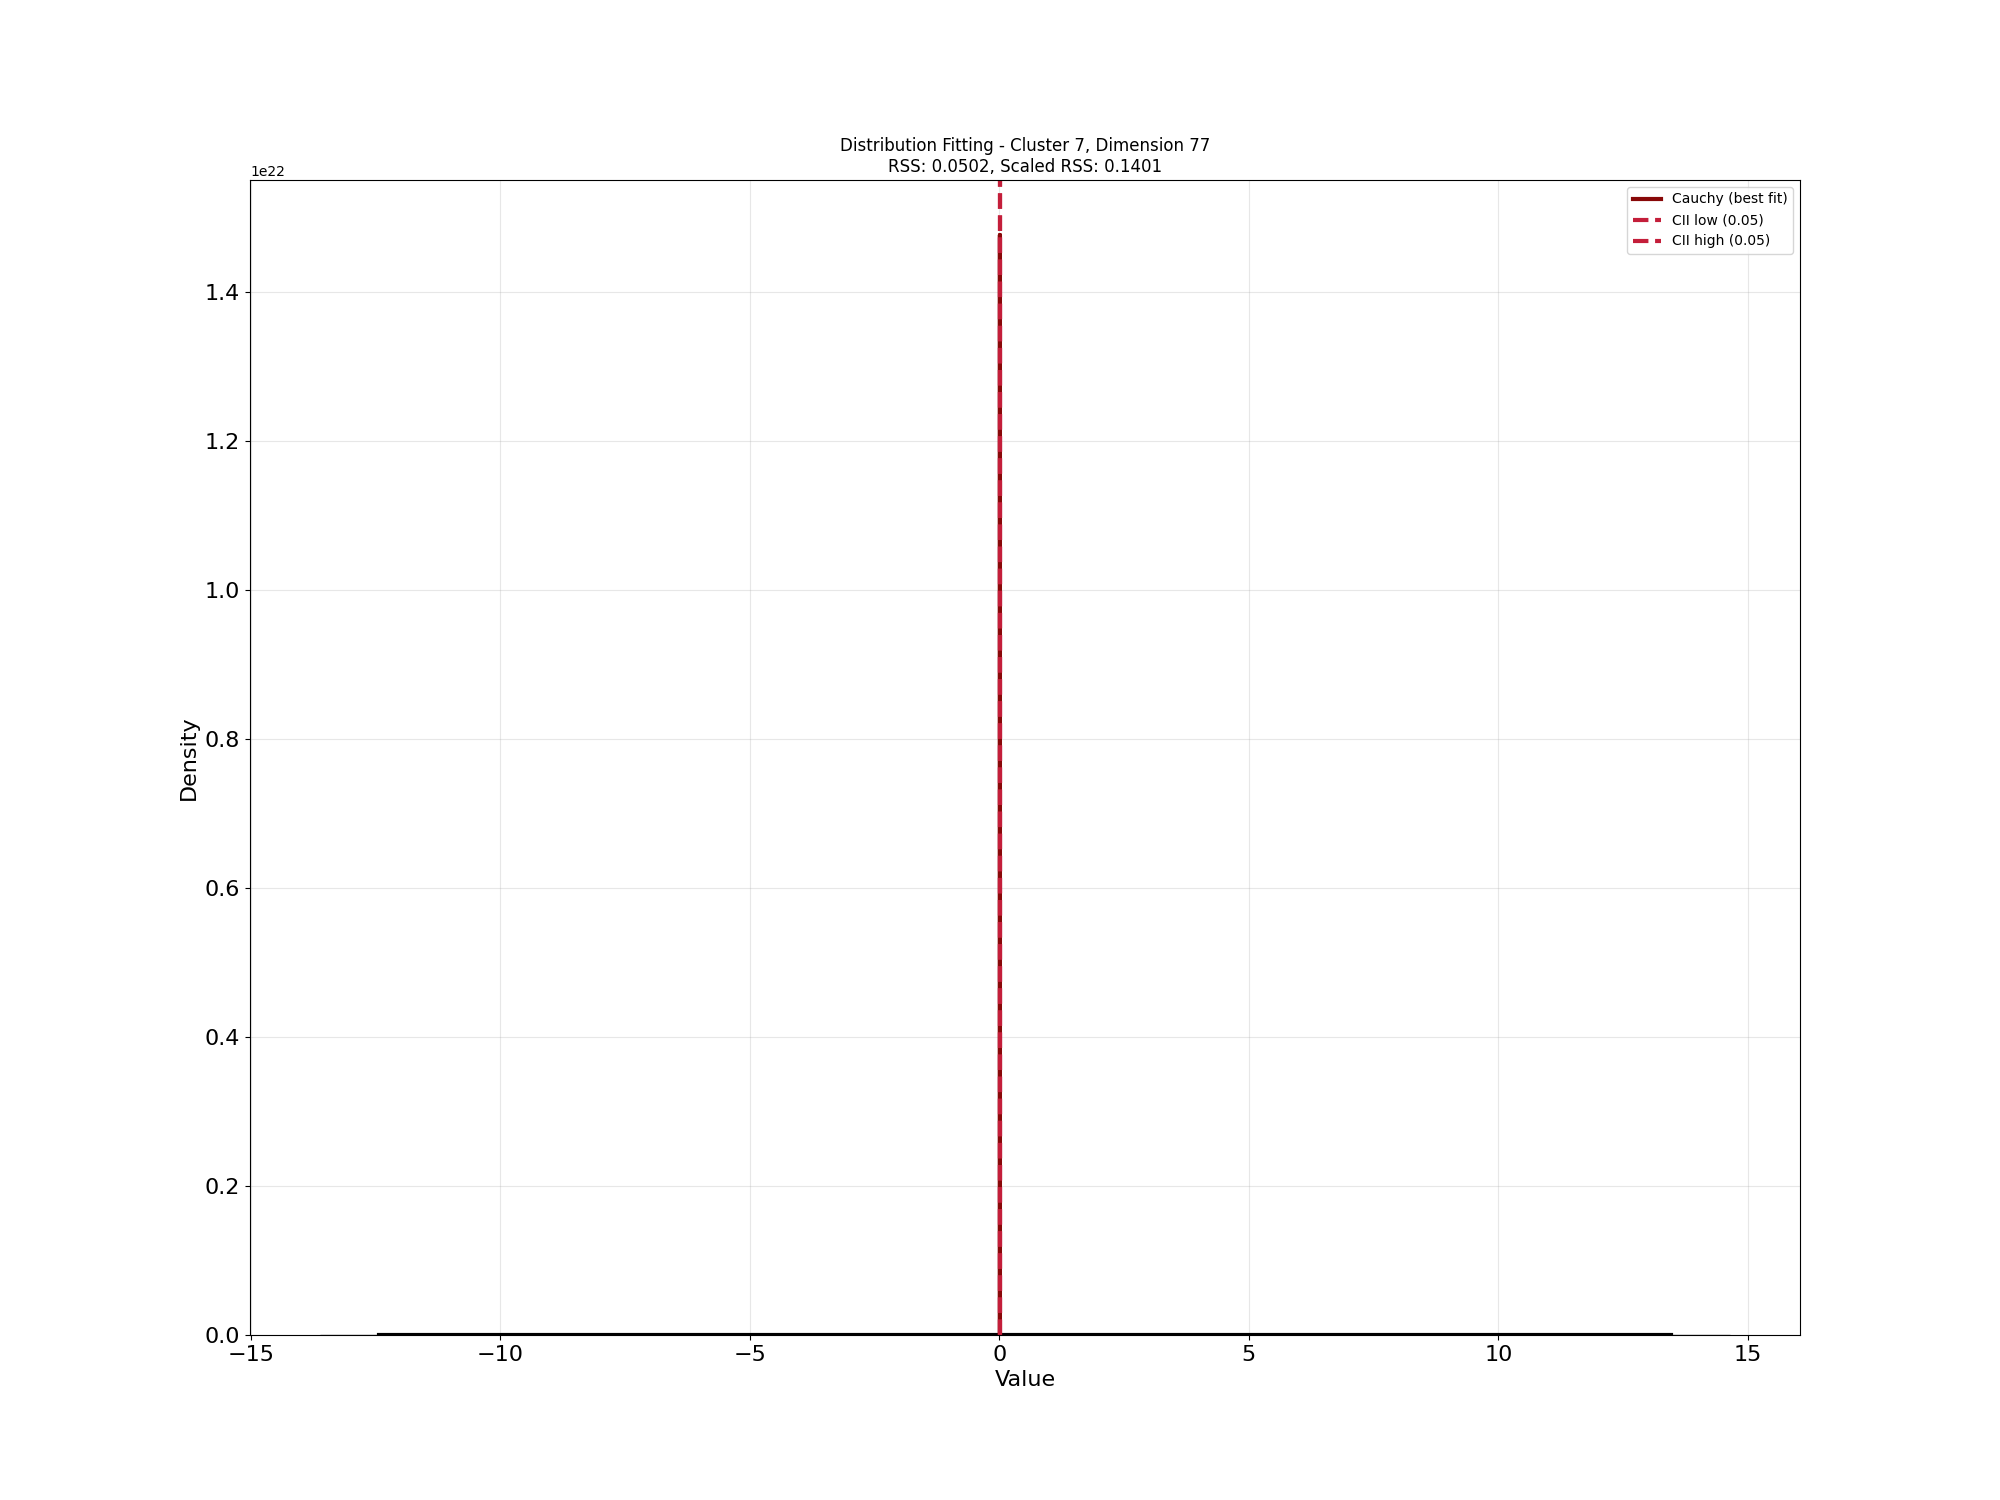 Distribution Fitting - Cluster 7, Dimension 77
RSS: 0.0502, Scaled RSS: 0.1401
1e22
Cauchy (best fit)
CII low (0.05)
CII high (0.05)
1.4
1.2
1.0
0.8
0.6
0.4
0.2
0.0
Density
−15
−10
−5
0
5
10
15
Value